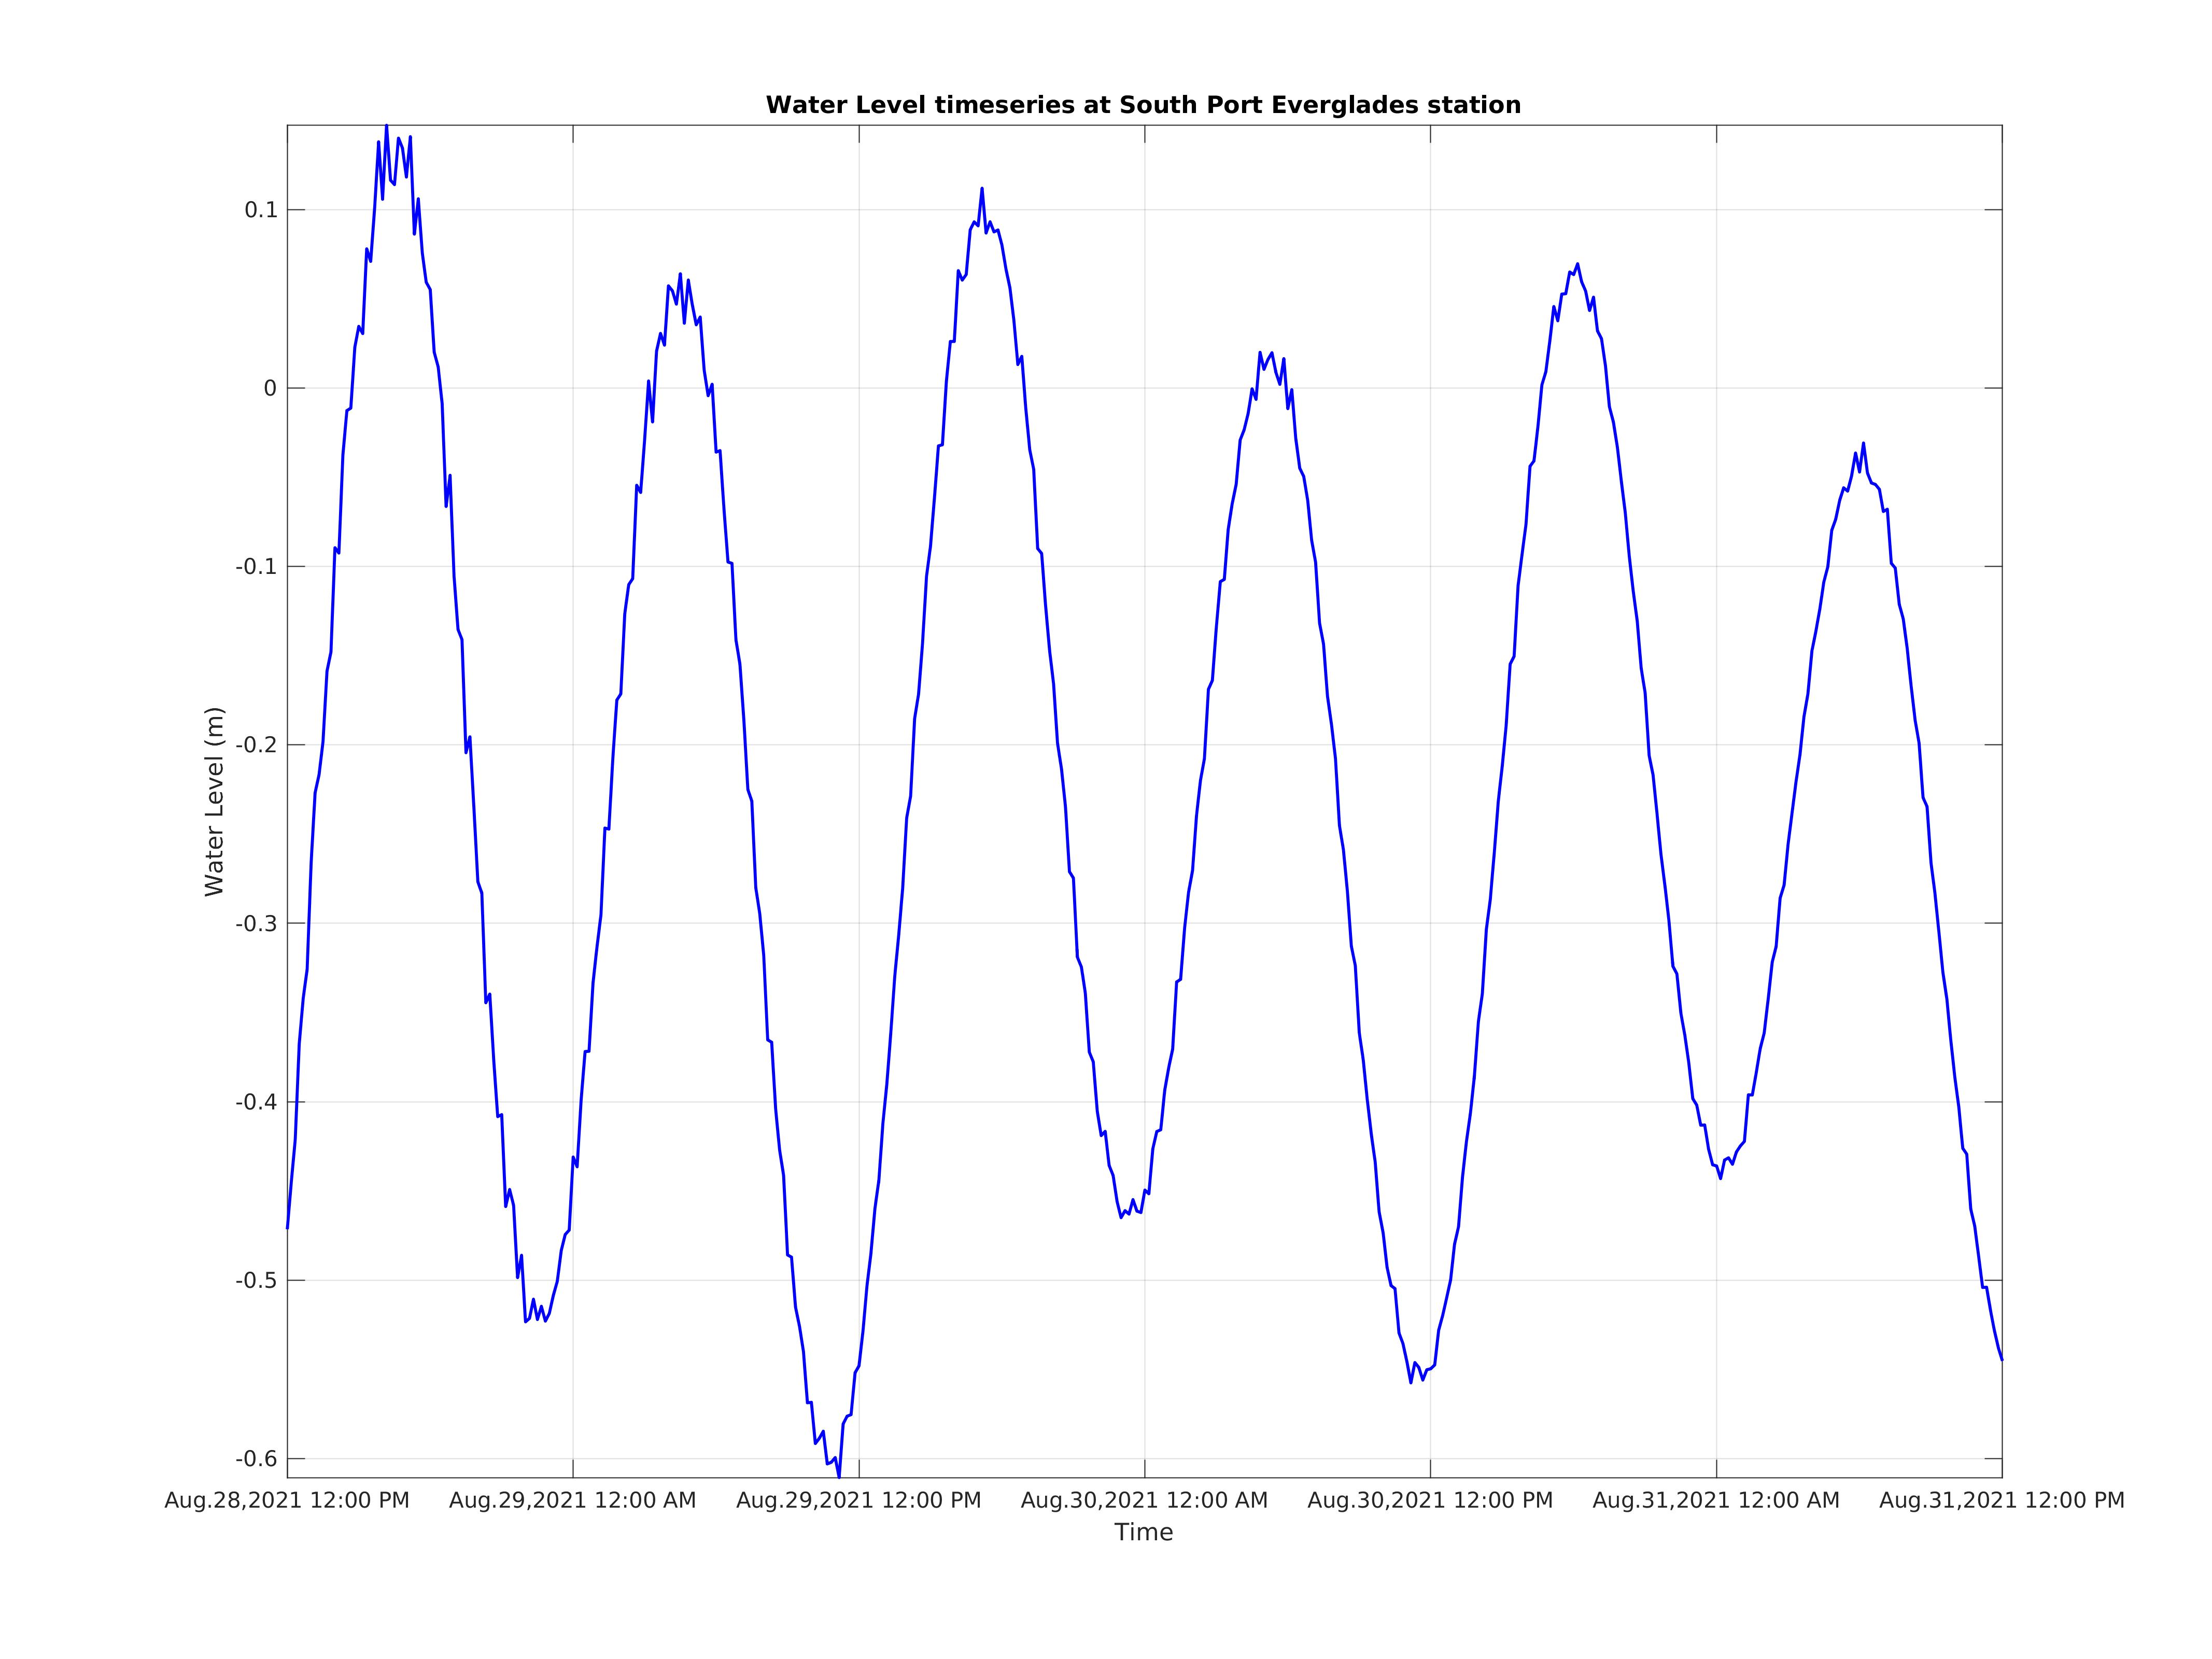 Water Level timeseries at South Port Everglades station
0.1
0
-0.1
-0.2
-0.3
-0.4
-0.5
-0.6
Water Level (m)
Aug.28,2021 12:00 PM Aug.29,2021 12:00 AM Aug.29,2021 12:00 PM Aug.30,2021 12:00 AM Aug.30,2021 12:00 PM Aug.31,2021 12:00 AM Aug.31,2021 12:00 PM
Time